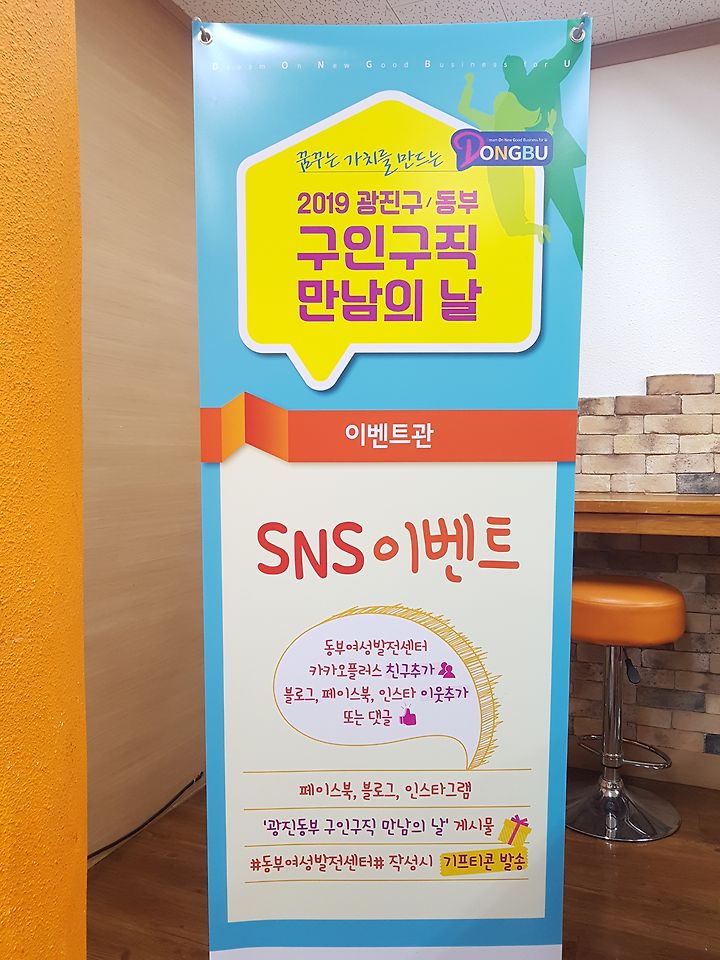 Dream On New Good Business for U
꿈꾸는 가치를 만드는
Dream On New Good Business for U
DONGBU
2019 광진구/동부
구인구직
만남의 날
이벤트관
SNS이벤트
동부여성발전센터
카카오플러스 친구추가
블로그, 페이스북, 인스타 이웃추가
또는 댓글
페이스북, 블로그, 인스타그램
'광진동부 구인구직 만남의 날' 게시물
#동부여성발전센터# 작성시 기프티콘 발송